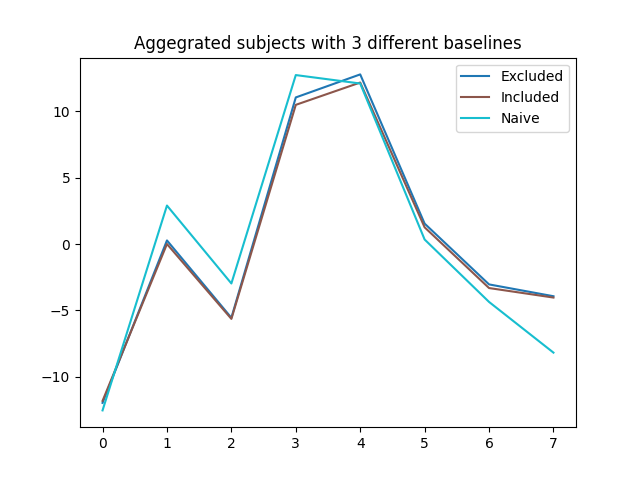 Aggegrated subjects with 3 different baselines
Excluded
Included
Naive
10
5
0
−5
−10
0 1 2 3 4 5 6 7